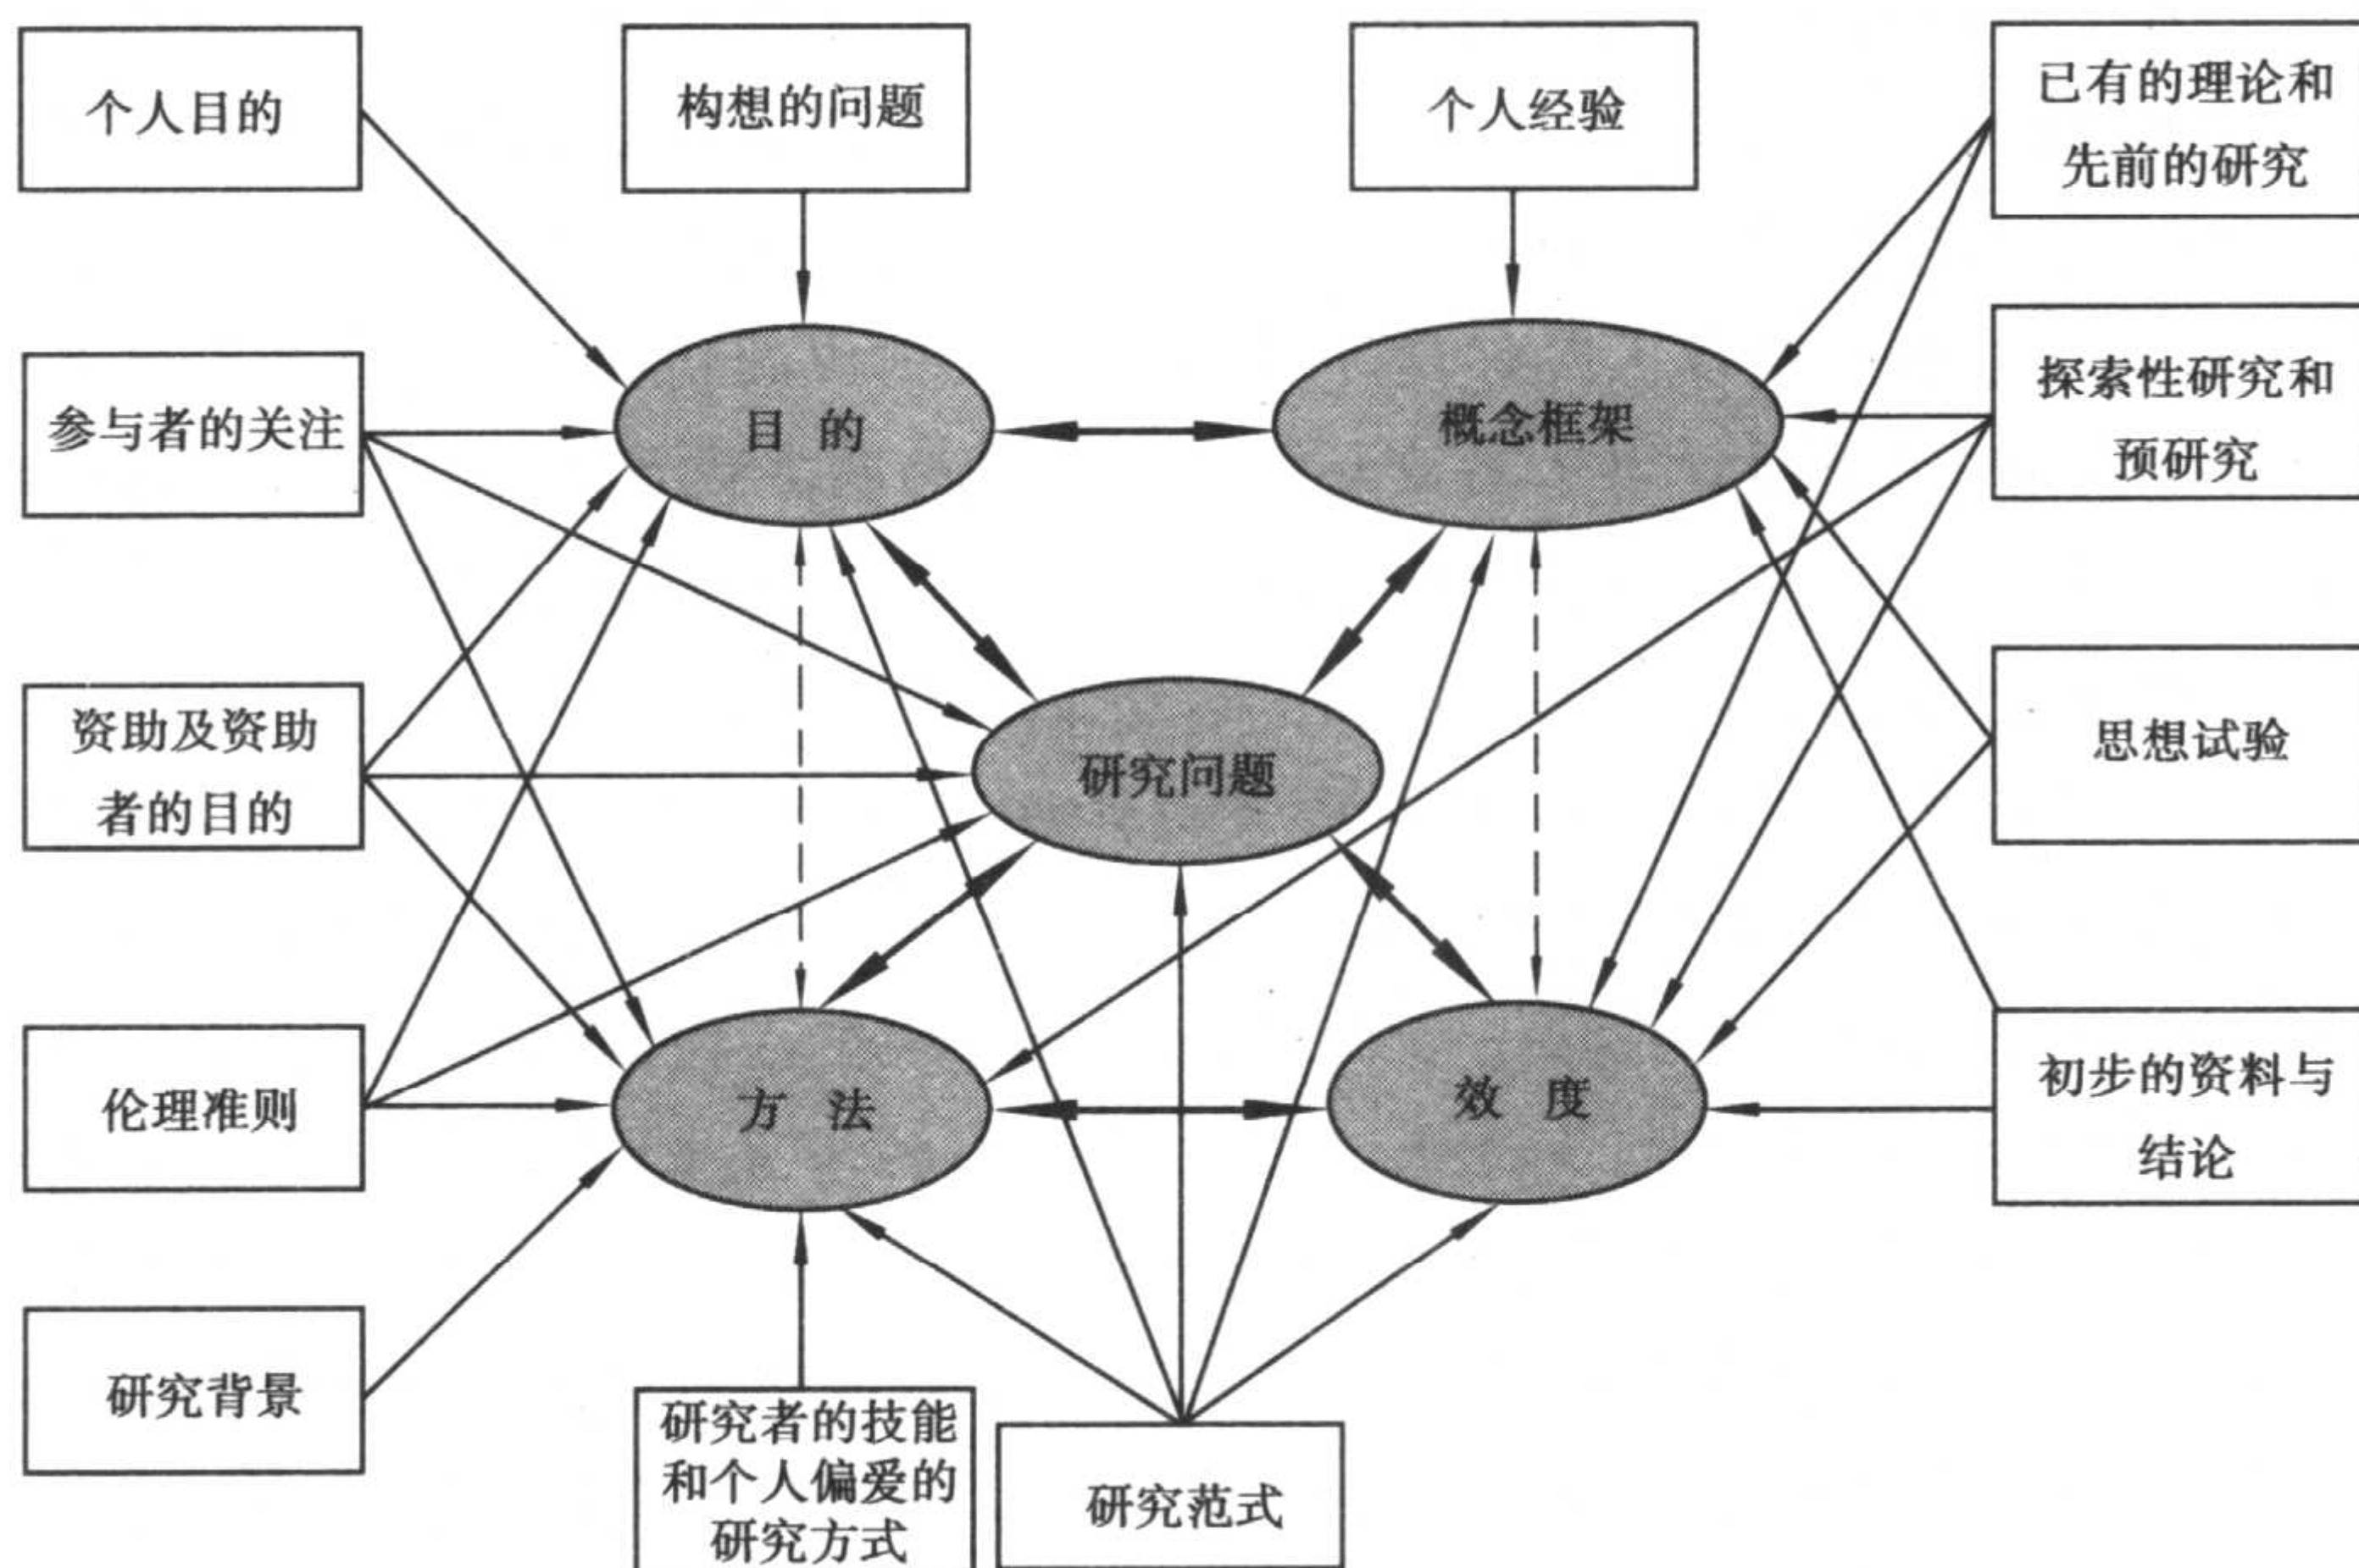 个人目的
构想的问题
个人经验
已有的理论和
先前的研究
参与者的关注
目 的
概念框架
探索性研究和
预研究
资助及资助
者的目的
研究问题
思想试验
伦理准则
方 法
效 度
初步的资料与
结论
研究背景
研究者的技能
和个人偏爱的
研究方式
研究范式